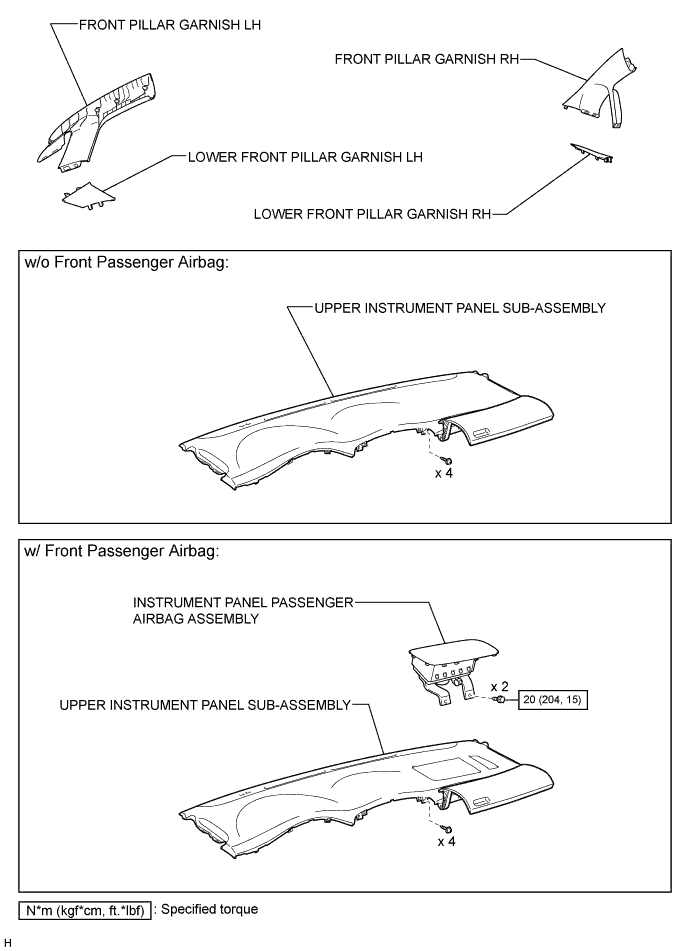 FRONT PILLAR GARNISH LH
FRONT PILLAR GARNISH RH
LOWER FRONT PILLAR GARNISH LH
LOWER FRONT PILLAR GARNISH RH
w/o Front Passenger Airbag:
UPPER INSTRUMENT PANEL SUB-ASSEMBLY
x 4
w/ Front Passenger Airbag:
INSTRUMENT PANEL PASSENGER
AIRBAG ASSEMBLY
x 2
20 (204, 15)
UPPER INSTRUMENT PANEL SUB-ASSEMBLY
x 4
N*m (kgf*cm, ft.*lbf) : Specified torque
H